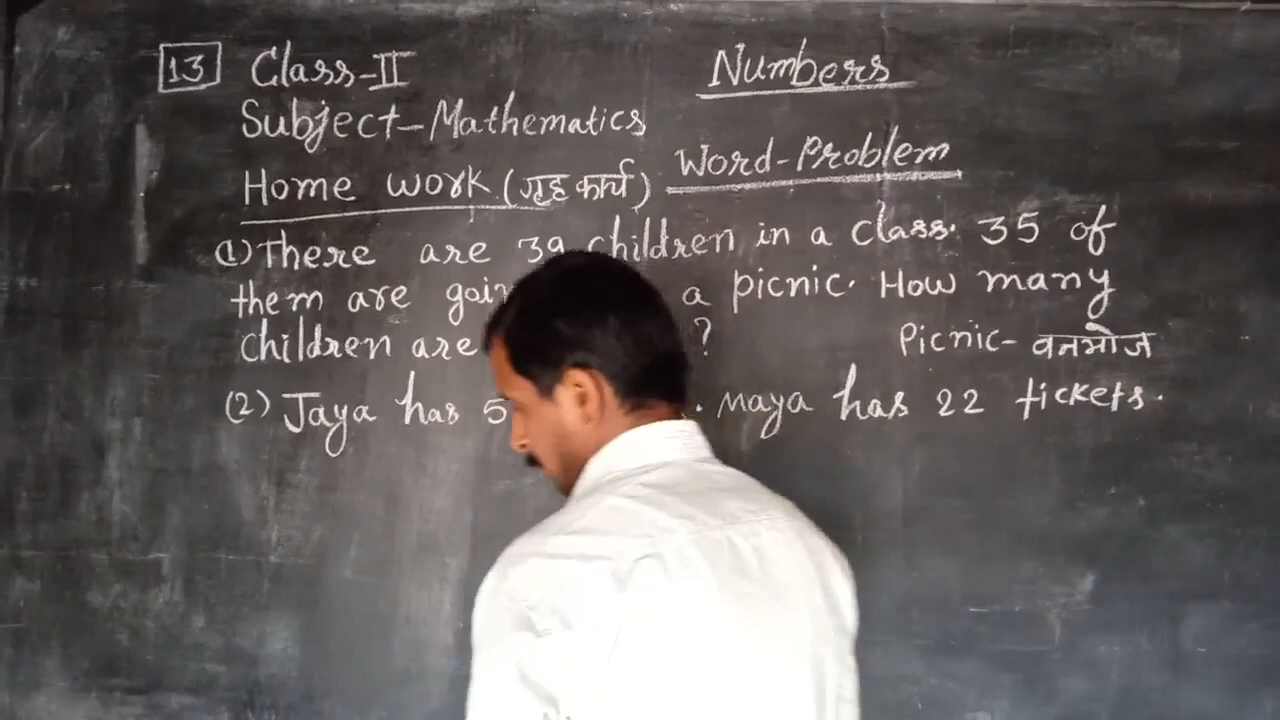 13 Class-II Numbers
Subject-Mathematics
Home work (गृह कार्य) Word-Problem
(1) There are 39 children in a class. 35 of
them are a picnic. How many
children are ? Picnic- वनभोज
(2) Jaya has 5 . Maya has 22 tickets.